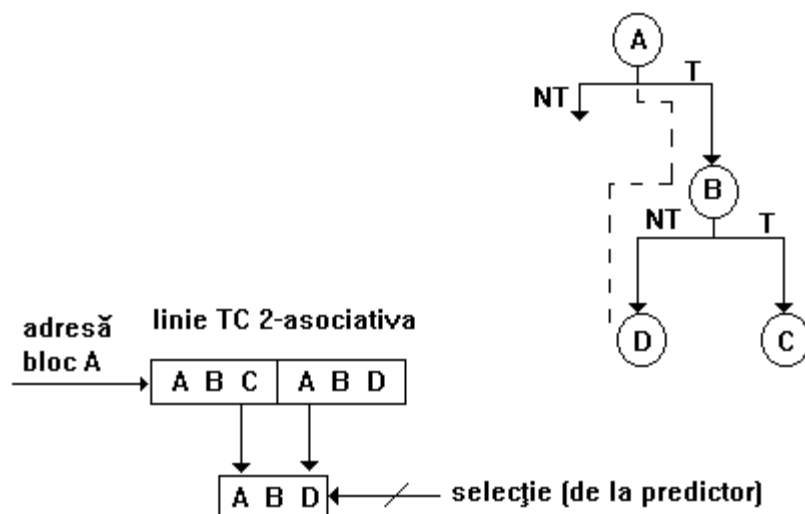 A
NT T
B
NT T
D C
adresă
bloc A
linie TC 2-asociativa
A B C A B D
A B D
selecţie (de la predictor)